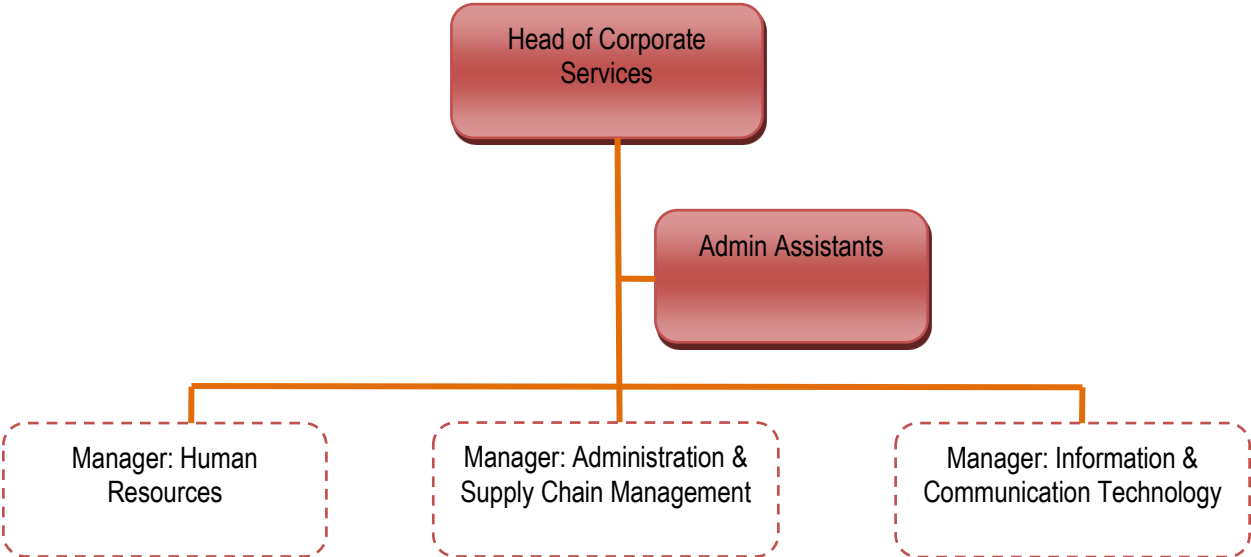 Head of Corporate
Services
Admin Assistants
Manager: Human
Resources
Manager: Administration &
Supply Chain Management
Manager: Information &
Communication Technology